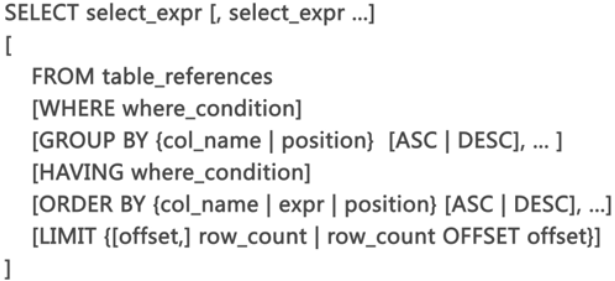 SELECT select_expr [, select_expr ...]
[
FROM table_references
[WHERE where_condition]
[GROUP BY {col_name | position} [ASC | DESC], ... ]
[HAVING where_condition]
[ORDER BY {col_name | expr | position} [ASC | DESC], ...]
[LIMIT {[offset,] row_count | row_count OFFSET offset}]
]